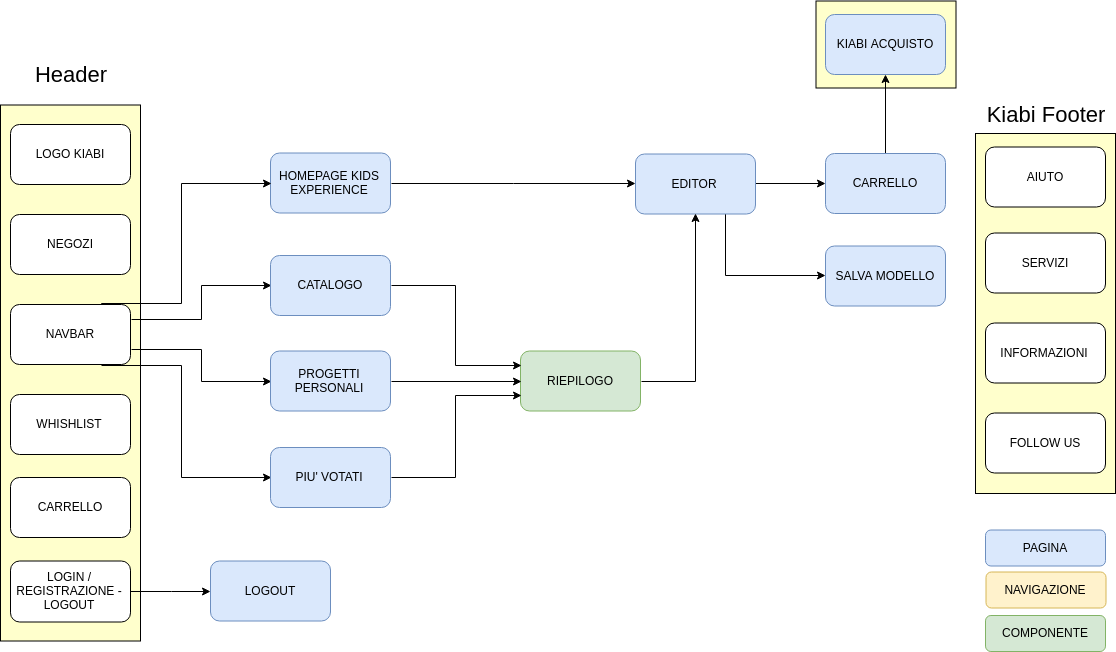 Header
LOGO KIABI
NEGOZI
NAVBAR
WHISHLIST
CARRELLO
LOGIN /
REGISTRAZIONE -
LOGOUT
HOMEPAGE KIDS
EXPERIENCE
CATALOGO
PROGETTI
PERSONALI
PIU' VOTATI
LOGOUT
RIEPILOGO
EDITOR
KIABI ACQUISTO
CARRELLO
SALVA MODELLO
Kiabi Footer
AIUTO
SERVIZI
INFORMAZIONI
FOLLOW US
PAGINA
NAVIGAZIONE
COMPONENTE